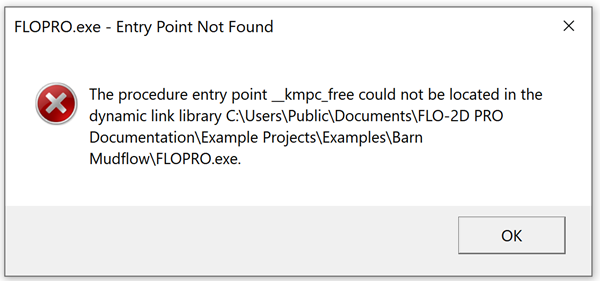 FLOPRO.exe - Entry Point Not Found
The procedure entry point __kmpc_free could not be located in the
dynamic link library C:\Users\Public\Documents\FLO-2D PRO
Documentation\Example Projects\Examples\Barn
Mudflow\FLOPRO.exe.
OK